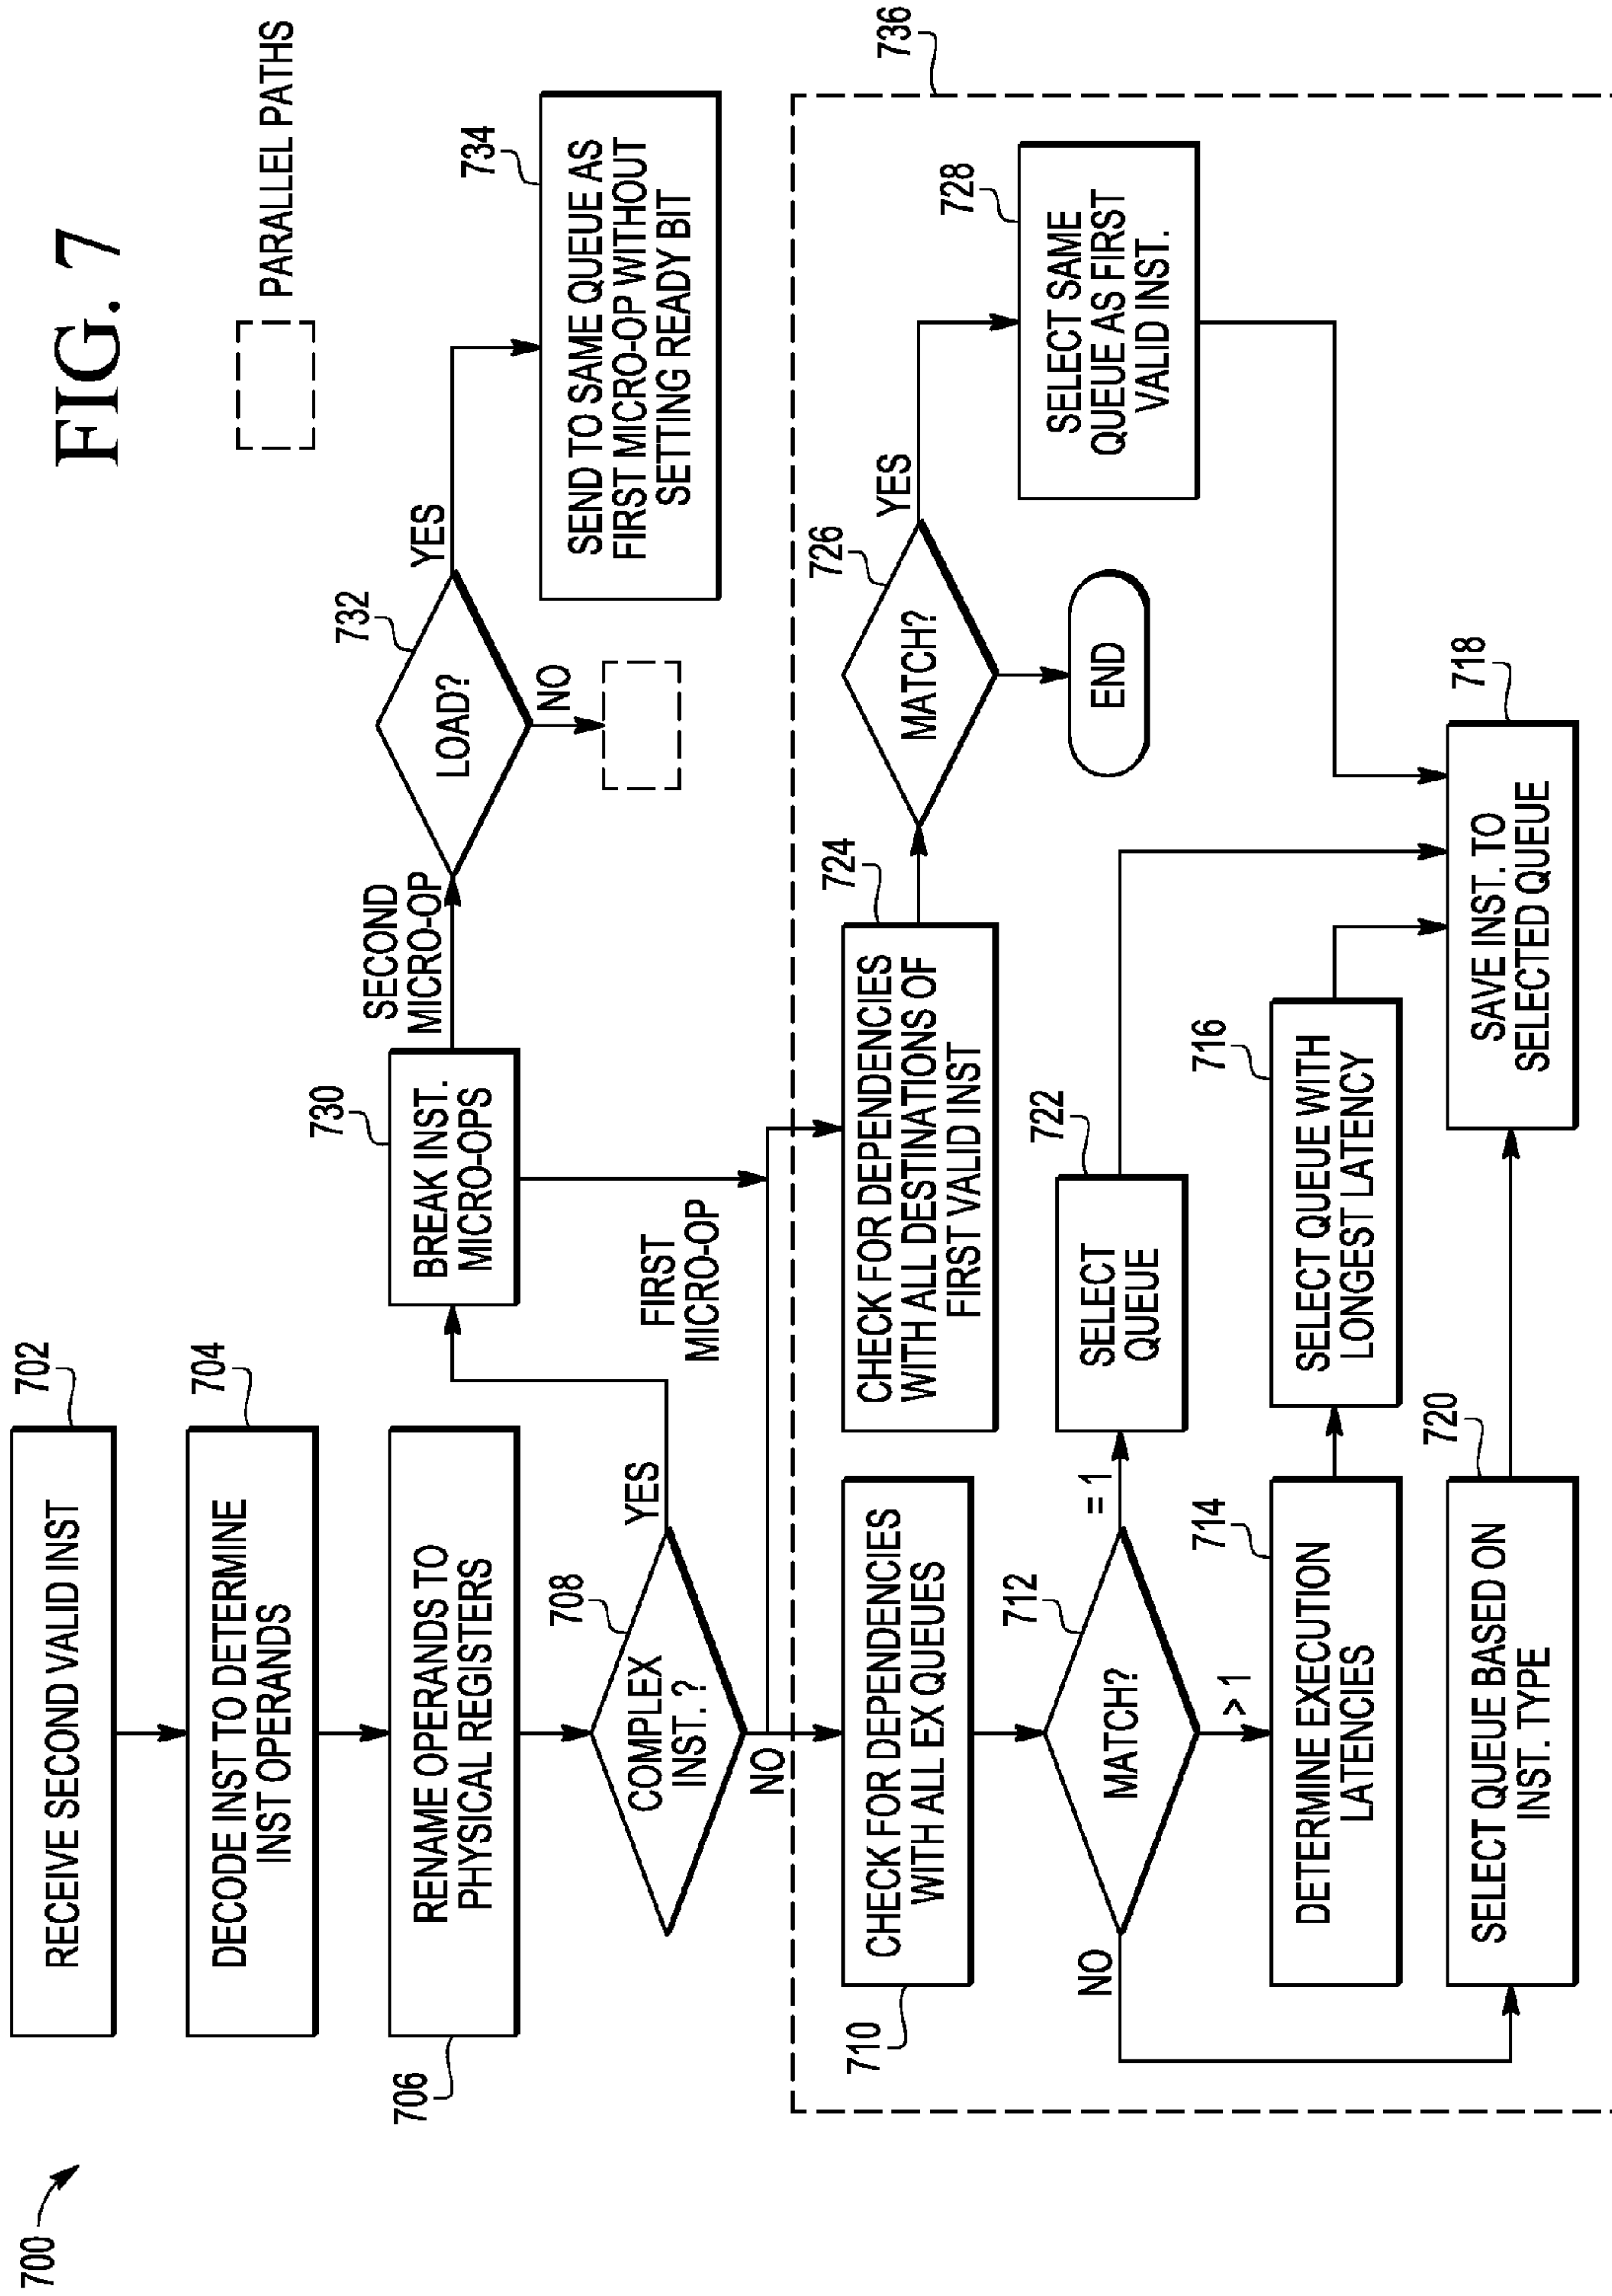 FIG. 7
700
PARALLEL PATHS
702
RECEIVE SECOND VALID INST
704
DECODE INST TO DETERMINE
INST OPERANDS
706
RENAME OPERANDS TO
PHYSICAL REGISTERS
708
COMPLEX
INST. ?
YES
NO
730
BREAK INST.
MICRO-OPS
SECOND
MICRO-OP
FIRST
MICRO-OP
732
LOAD?
YES
NO
734
SEND TO SAME QUEUE AS
FIRST MICRO-OP WITHOUT
SETTING READY BIT
736
710
CHECK FOR DEPENDENCIES
WITH ALL EX QUEUES
712
MATCH?
= 1
> 1
NO
722
SELECT
QUEUE
714
DETERMINE EXECUTION
LATENCIES
716
SELECT QUEUE WITH
LONGEST LATENCY
720
SELECT QUEUE BASED ON
INST. TYPE
724
CHECK FOR DEPENDENCIES
WITH ALL DESTINATIONS OF
FIRST VALID INST
726
MATCH?
YES
END
728
SELECT SAME
QUEUE AS FIRST
VALID INST.
718
SAVE INST. TO
SELECTED QUEUE